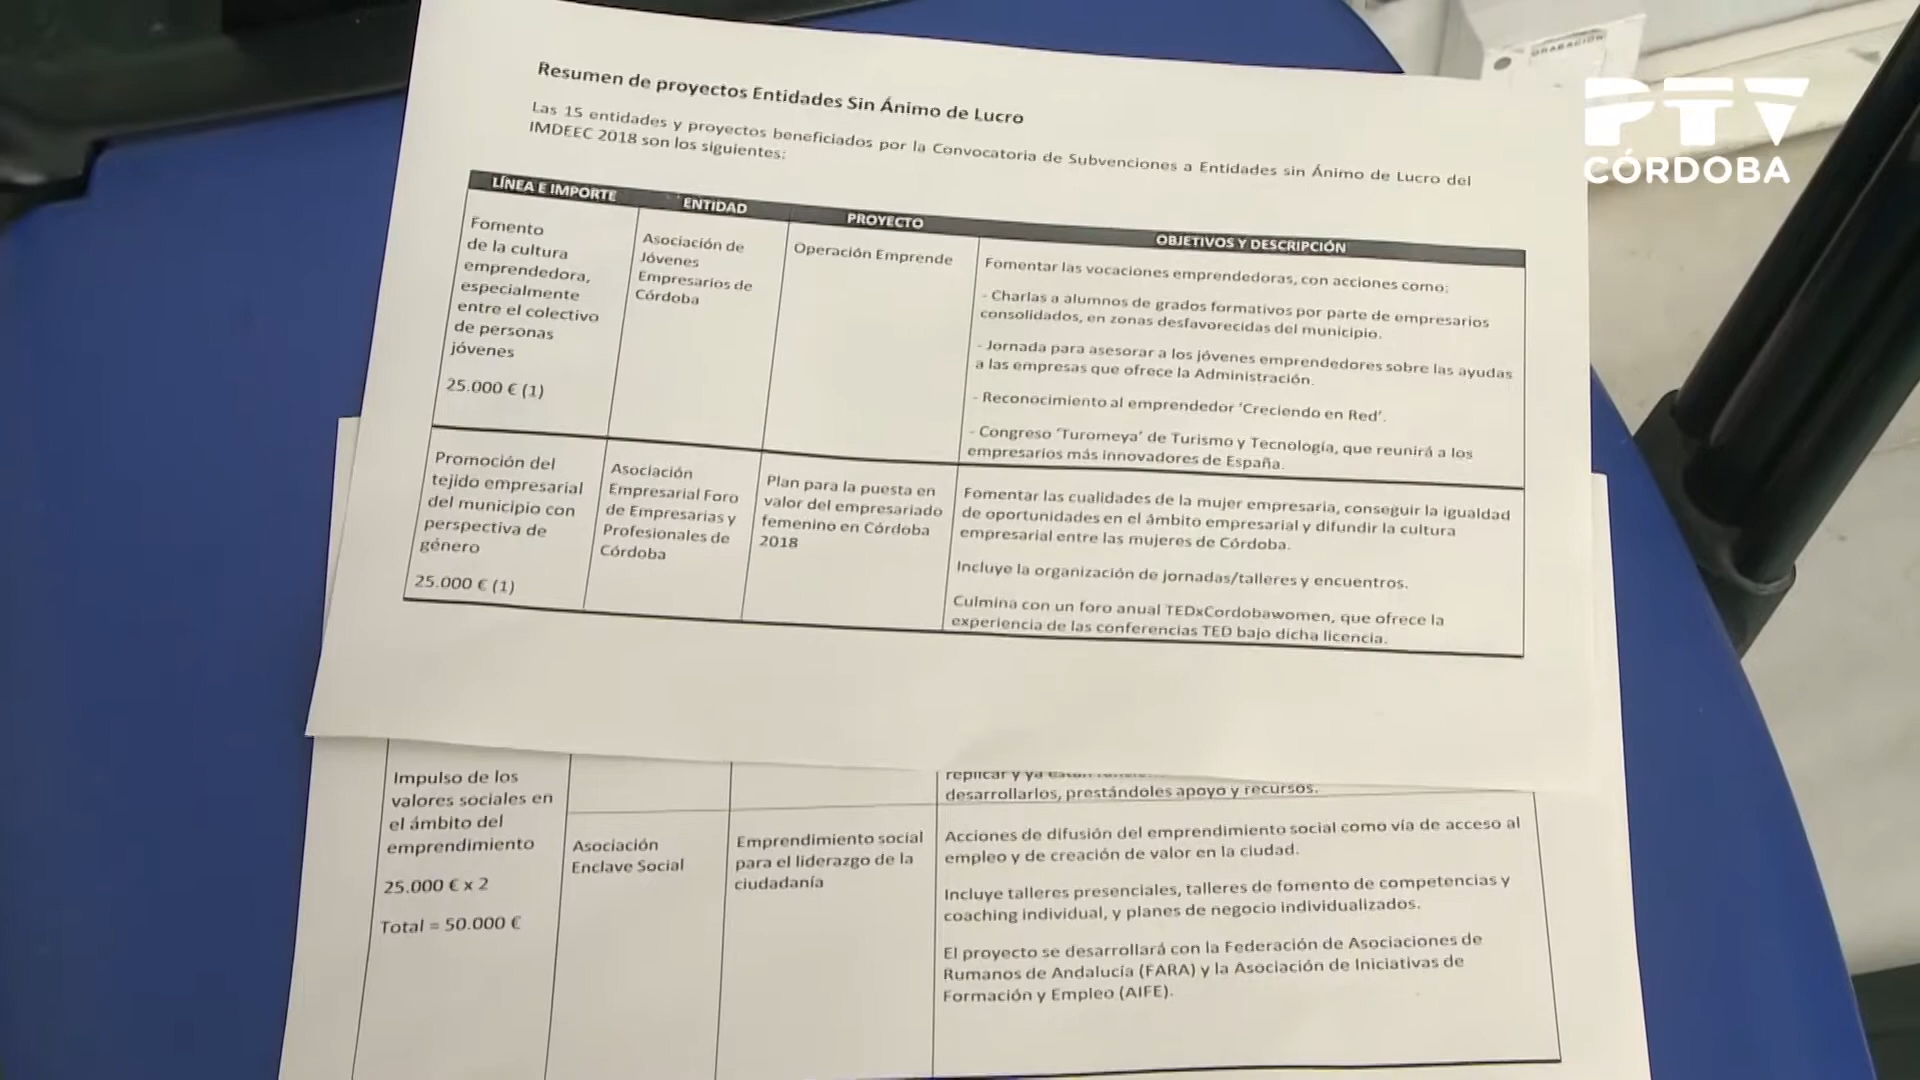 GRABACIÓN
PTV
CÓRDOBA
Resumen de proyectos Entidades Sin Ánimo de Lucro
Las 15 entidades y proyectos beneficiados por la Convocatoria de Subvenciones a Entidades sin Ánimo de Lucro del
IMDEEC 2018 son los siguientes:
LÍNEA E IMPORTE
ENTIDAD
PROYECTO
OBJETIVOS Y DESCRIPCIÓN
Fomento
de la cultura
emprendedora,
especialmente
entre el colectivo
de personas
jóvenes
25.000 € (1)
Asociación de
Jóvenes
Empresarios de
Córdoba
Operación Emprende
Fomentar las vocaciones emprendedoras, con acciones como:
- Charlas a alumnos de grados formativos por parte de empresarios
consolidados, en zonas desfavorecidas del municipio.
- Jornada para asesorar a los jóvenes emprendedores sobre las ayudas
a las empresas que ofrece la Administración.
- Reconocimiento al emprendedor ‘Creciendo en Red’.
- Congreso ‘Turomeya’ de Turismo y Tecnología, que reunirá a los
empresarios más innovadores de España.
Promoción del
tejido empresarial
del municipio con
perspectiva de
género
25.000 € (1)
Asociación
Empresarial Foro
de Empresarias y
Profesionales de
Córdoba
Plan para la puesta en
valor del empresariado
femenino en Córdoba
2018
Fomentar las cualidades de la mujer empresaria, conseguir la igualdad
de oportunidades en el ámbito empresarial y difundir la cultura
empresarial entre las mujeres de Córdoba.
Incluye la organización de jornadas/talleres y encuentros.
Culmina con un foro anual TEDxCordobawomen, que ofrece la
experiencia de las conferencias TED bajo dicha licencia.
Impulso de los
valores sociales en
el ámbito del
emprendimiento
25.000 € x 2
Total = 50.000 €
replicar y ya están
desarrollarlos, prestándoles apoyo y recursos.
Asociación
Enclave Social
Emprendimiento social
para el liderazgo de la
ciudadanía
Acciones de difusión del emprendimiento social como vía de acceso al
empleo y de creación de valor en la ciudad.
Incluye talleres presenciales, talleres de fomento de competencias y
coaching individual, y planes de negocio individualizados.
El proyecto se desarrollará con la Federación de Asociaciones de
Rumanos de Andalucía (FARA) y la Asociación de Iniciativas de
Formación y Empleo (AIFE).